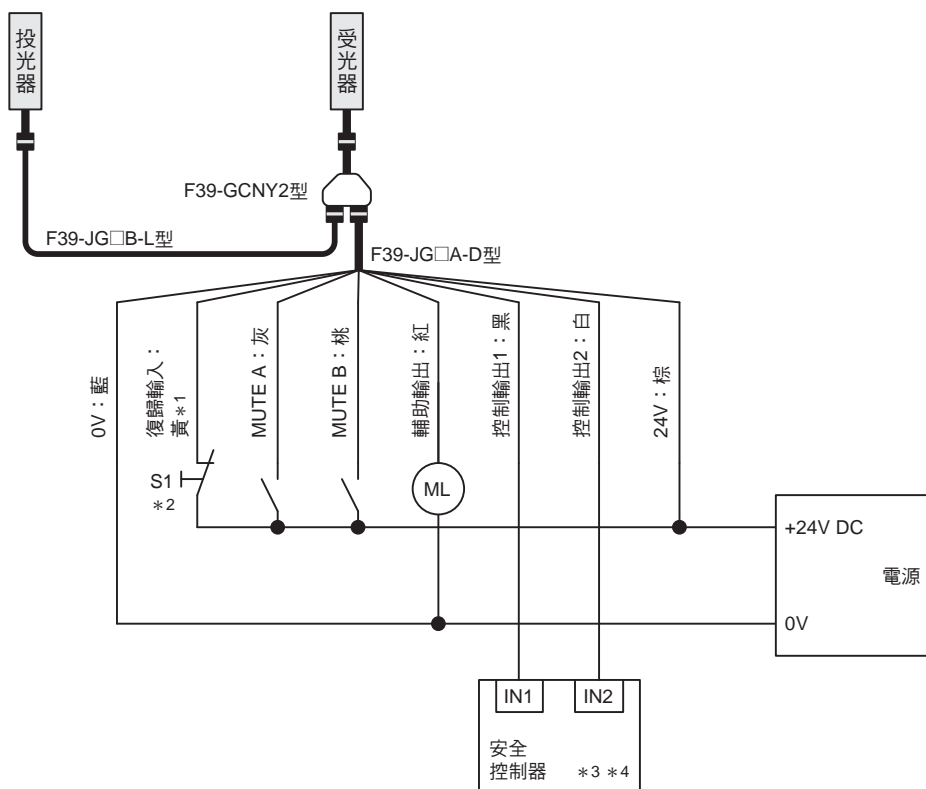 投光器
受光器
F39-GCNY2型
F39-JG□B-L型
F39-JG□A-D型
0V：藍
復歸輸入：
黃*1
MUTE A：灰
MUTE B：桃
輔助輸出：紅
控制輸出1：黑
控制輸出2：白
24V：棕
S1
*2
ML
+24V DC
電源
0V
IN1
IN2
安全
控制器 *3 *4